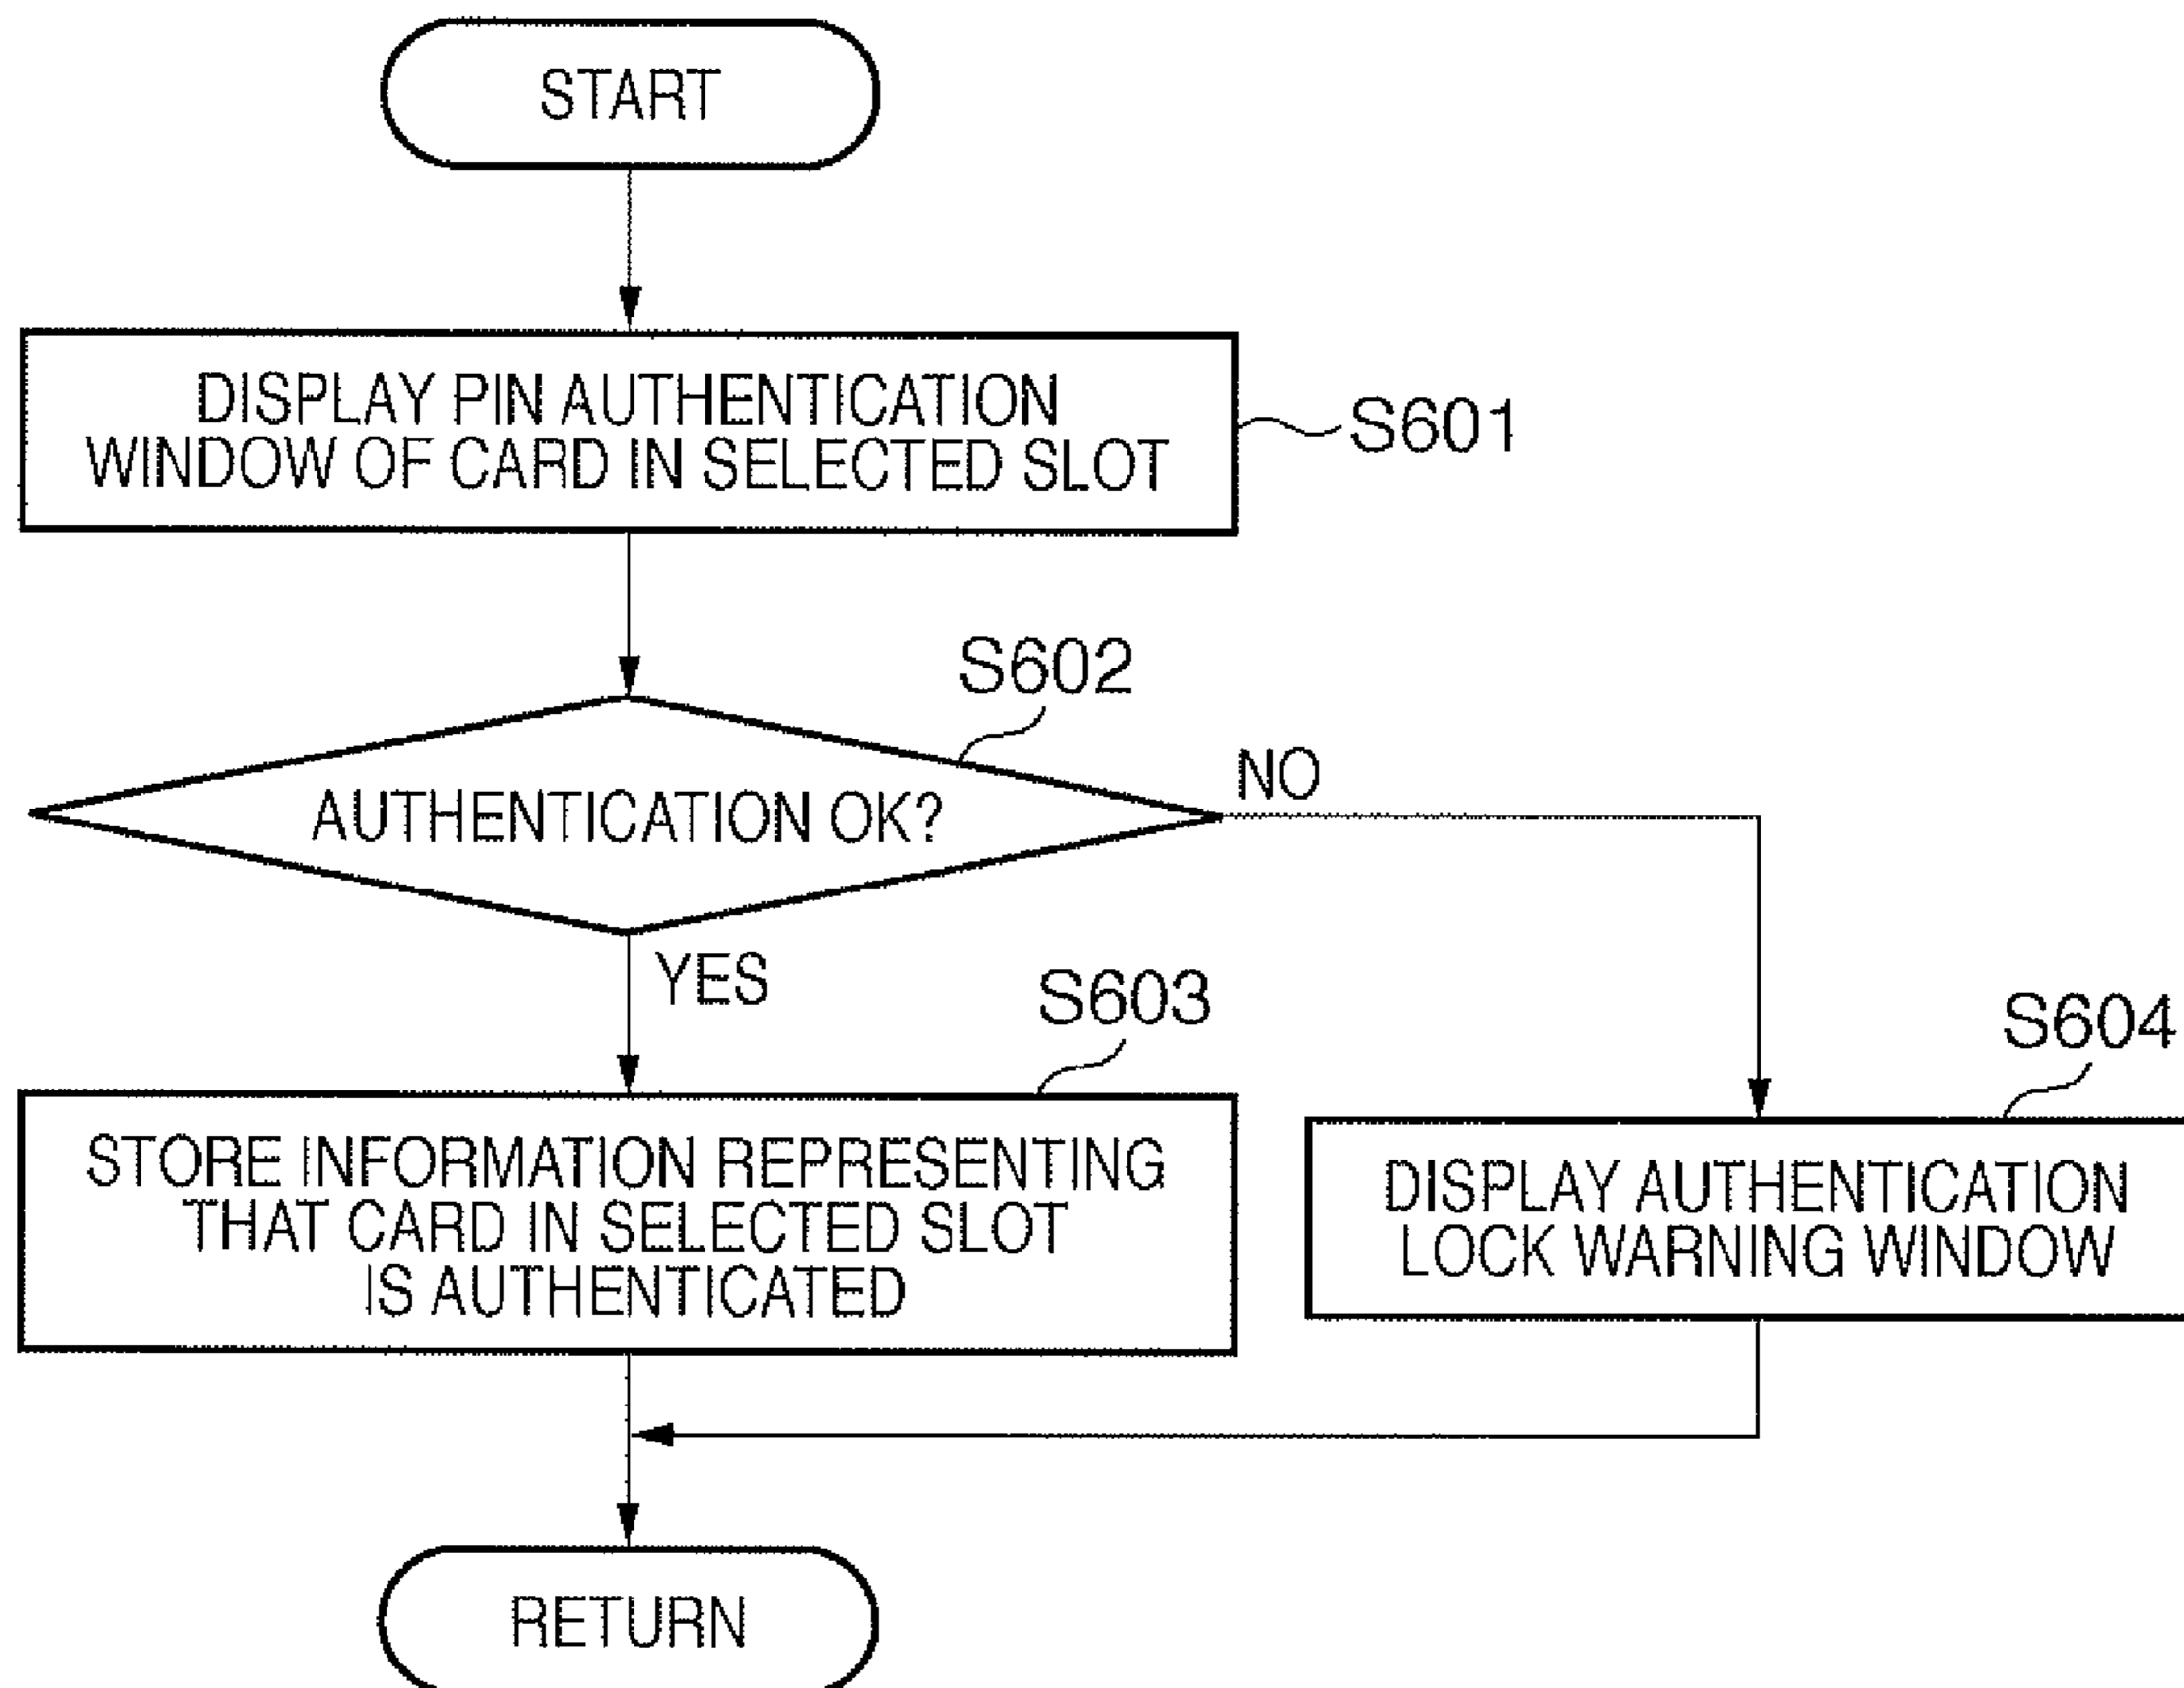 START
DISPLAY PIN AUTHENTICATION
WINDOW OF CARD IN SELECTED SLOT
S601
S602
AUTHENTICATION OK?
NO
YES
S603
STORE INFORMATION REPRESENTING
THAT CARD IN SELECTED SLOT
IS AUTHENTICATED
S604
DISPLAY AUTHENTICATION
LOCK WARNING WINDOW
RETURN